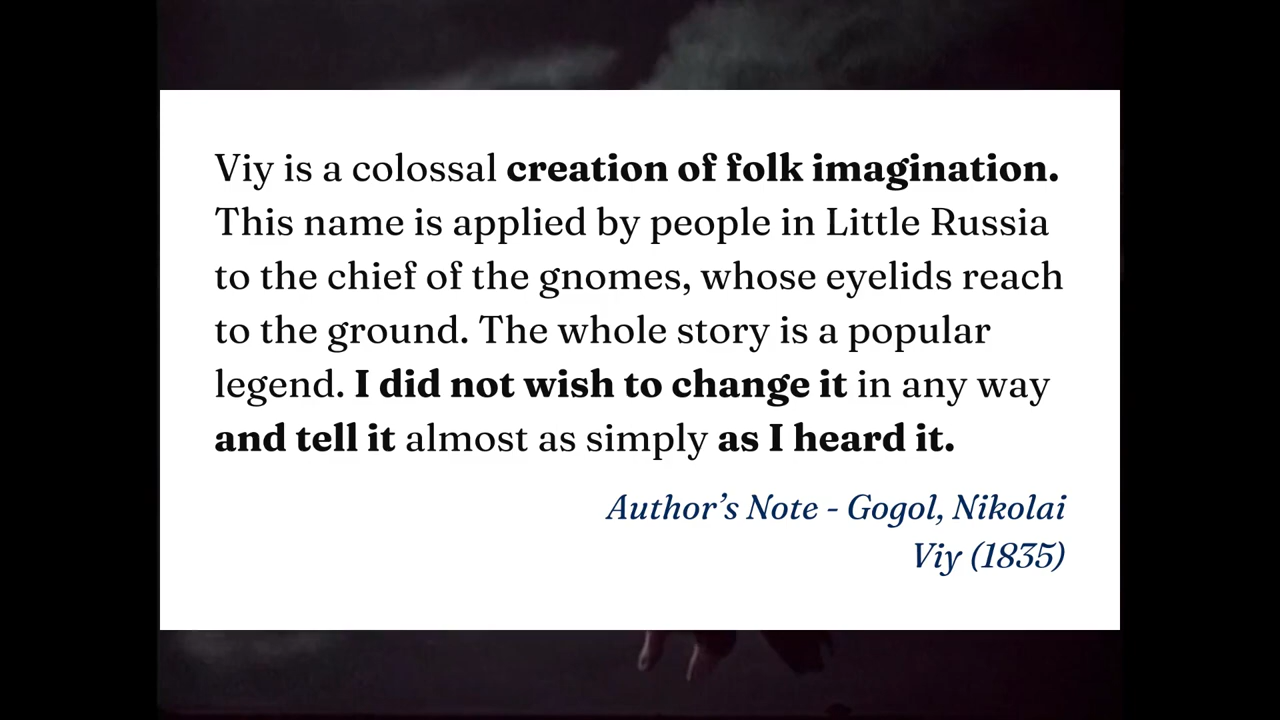 Viy is a colossal creation of folk imagination.
This name is applied by people in Little Russia
to the chief of the gnomes, whose eyelids reach
to the ground. The whole story is a popular
legend. I did not wish to change it in any way
and tell it almost as simply as I heard it.
Author’s Note - Gogol, Nikolai
Viy (1835)